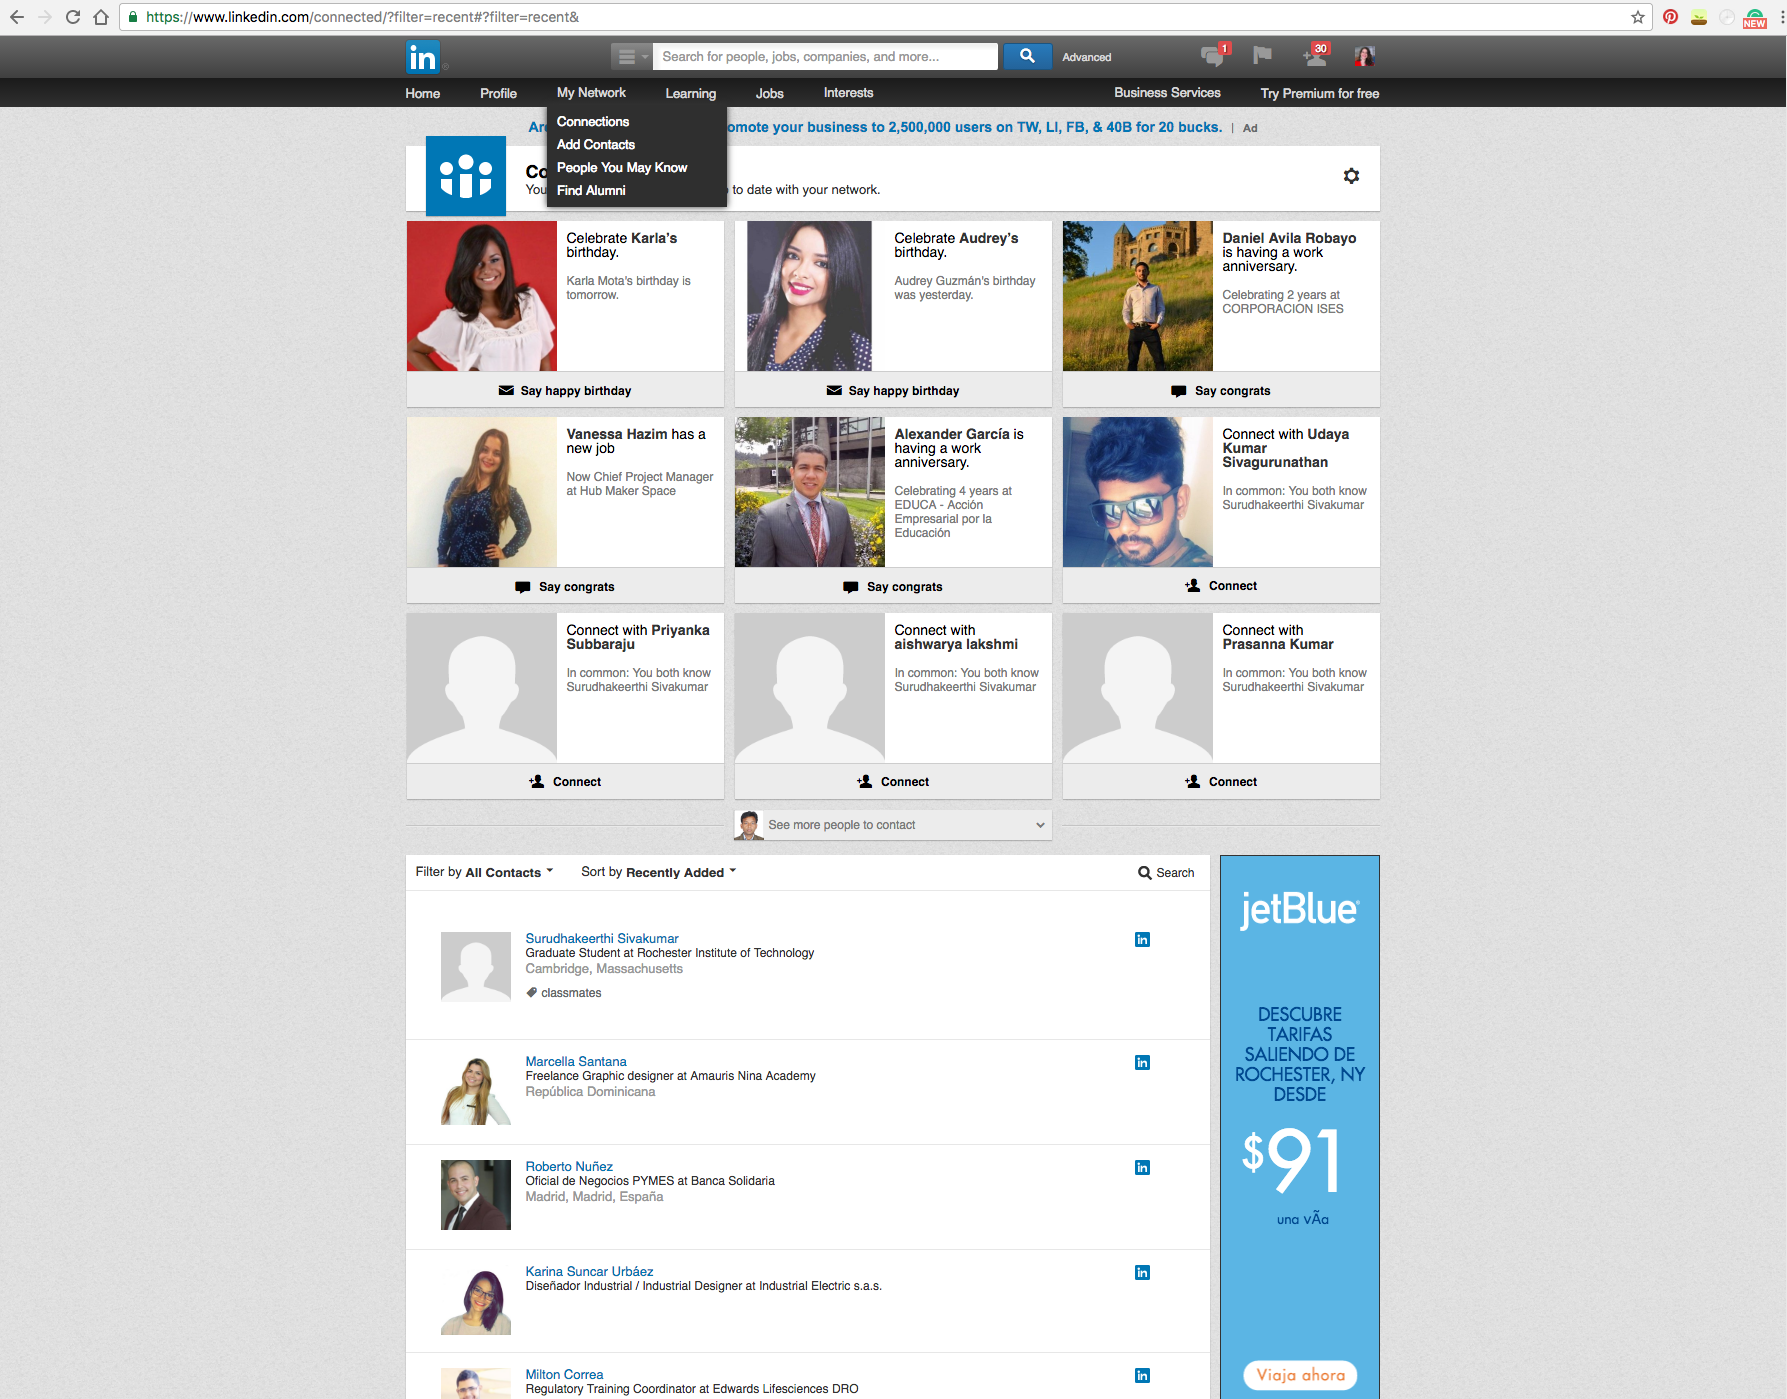 https://www.linkedin.com/connected/?filter=recent#?filter=recent&
NEW
in
Search for people, jobs, companies, and more...
Advanced
1
30
Home
Profile
My Network
Learning
Jobs
Interests
Business Services
Try Premium for free
Connections
Add Contacts
People You May Know
Find Alumni
omote your business to 2,500,000 users on TW, LI, FB, & 40B for 20 bucks. | Ad
Co
You
to date with your network.
Celebrate Karla's
birthday.
Karla Mota's birthday is
tomorrow.
Say happy birthday
Celebrate Audrey's
birthday.
Audrey Guzmán's birthday
was yesterday.
Say happy birthday
Daniel Avila Robayo
is having a work
anniversary.
Celebrating 2 years at
CORPORACION ISES
Say congrats
Vanessa Hazim has a
new job
Now Chief Project Manager
at Hub Maker Space
Say congrats
Alexander García is
having a work
anniversary.
Celebrating 4 years at
EDUCA - Acción
Empresarial por la
Educación
Say congrats
Connect with Udaya
Kumar
Sivagurunathan
In common: You both know
Surudhakeerthi Sivakumar
Connect
Connect with Priyanka
Subbaraju
In common: You both know
Surudhakeerthi Sivakumar
Connect
Connect with
aishwarya lakshmi
In common: You both know
Surudhakeerthi Sivakumar
Connect
Connect with
Prasanna Kumar
In common: You both know
Surudhakeerthi Sivakumar
Connect
See more people to contact
Filter by All Contacts
Sort by Recently Added
Search
Surudhakeerthi Sivakumar
Graduate Student at Rochester Institute of Technology
Cambridge, Massachusetts
classmates
in
Marcella Santana
Freelance Graphic designer at Amauris Nina Academy
República Dominicana
in
Roberto Nuñez
Oficial de Negocios PYMES at Banca Solidaria
Madrid, Madrid, España
in
Karina Suncar Urbáez
Diseñador Industrial / Industrial Designer at Industrial Electric s.a.s.
in
Milton Correa
Regulatory Training Coordinator at Edwards Lifesciences DRO
in
jetBlue
DESCUBRE
TARIFAS
SALIENDO DE
ROCHESTER, NY
DESDE
$91
una vÃa
Viaja ahora